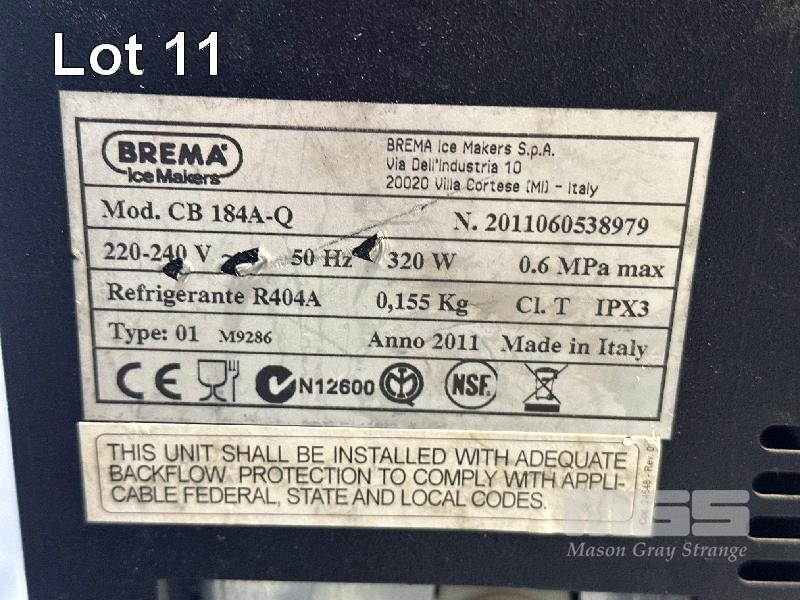 Lot 11
BREMA
Ice Makers
BREMA Ice Makers S.p.A.
Via Dell'Industria 10
20020 Villa Cortese (MI) - Italy
Mod. CB 184A-Q N. 2011060538979
220-240 V ~ 50 Hz 320 W 0.6 MPa max
Refrigerante R404A 0,155 Kg Cl. T IPX3
Type: 01 M9286 Anno 2011 Made in Italy
CE N12600 NSF.
THIS UNIT SHALL BE INSTALLED WITH ADEQUATE
BACKFLOW PROTECTION TO COMPLY WITH APPLI-
CABLE FEDERAL, STATE AND LOCAL CODES.
MGS
Mason Gray Strange